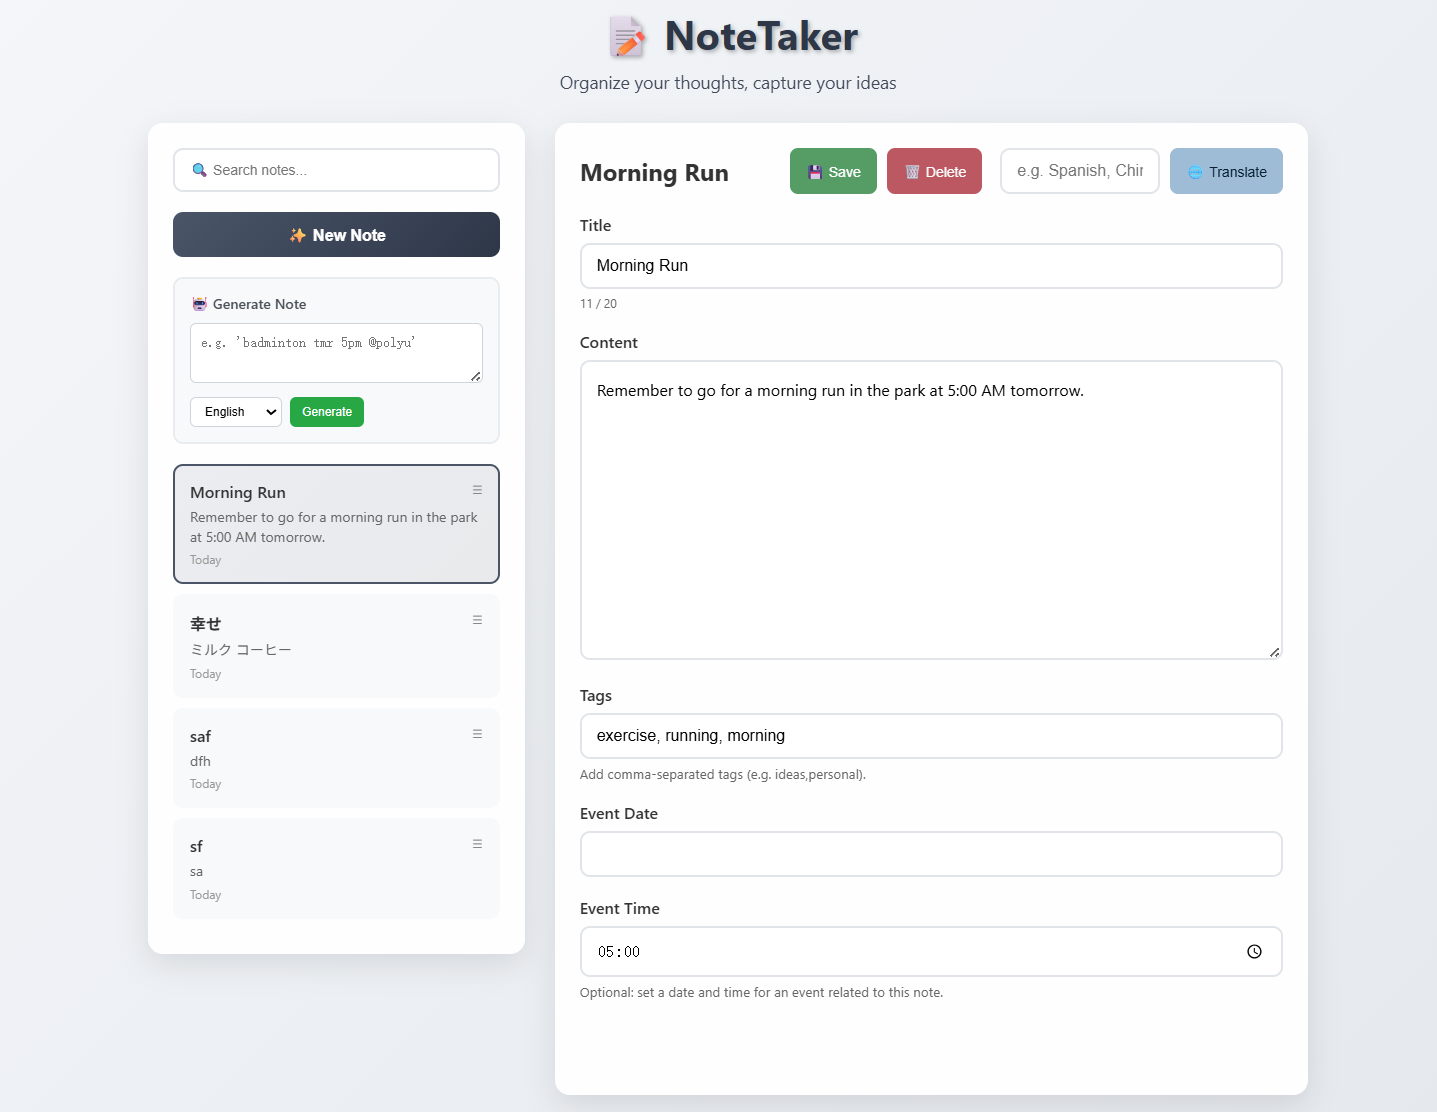 NoteTaker
Organize your thoughts, capture your ideas
Search notes...
New Note
Generate Note
e.g. 'badminton tmr 5pm @polyu'
English
Generate
Morning Run
Remember to go for a morning run in the park
at 5:00 AM tomorrow.
Today
幸せ
ミルク コーヒー
Today
saf
dfh
Today
sf
sa
Today
Morning Run
Save
Delete
e.g. Spanish, Chir
Translate
Title
Morning Run
11 / 20
Content
Remember to go for a morning run in the park at 5:00 AM tomorrow.
Tags
exercise, running, morning
Add comma-separated tags (e.g. ideas,personal).
Event Date
Event Time
05:00
Optional: set a date and time for an event related to this note.